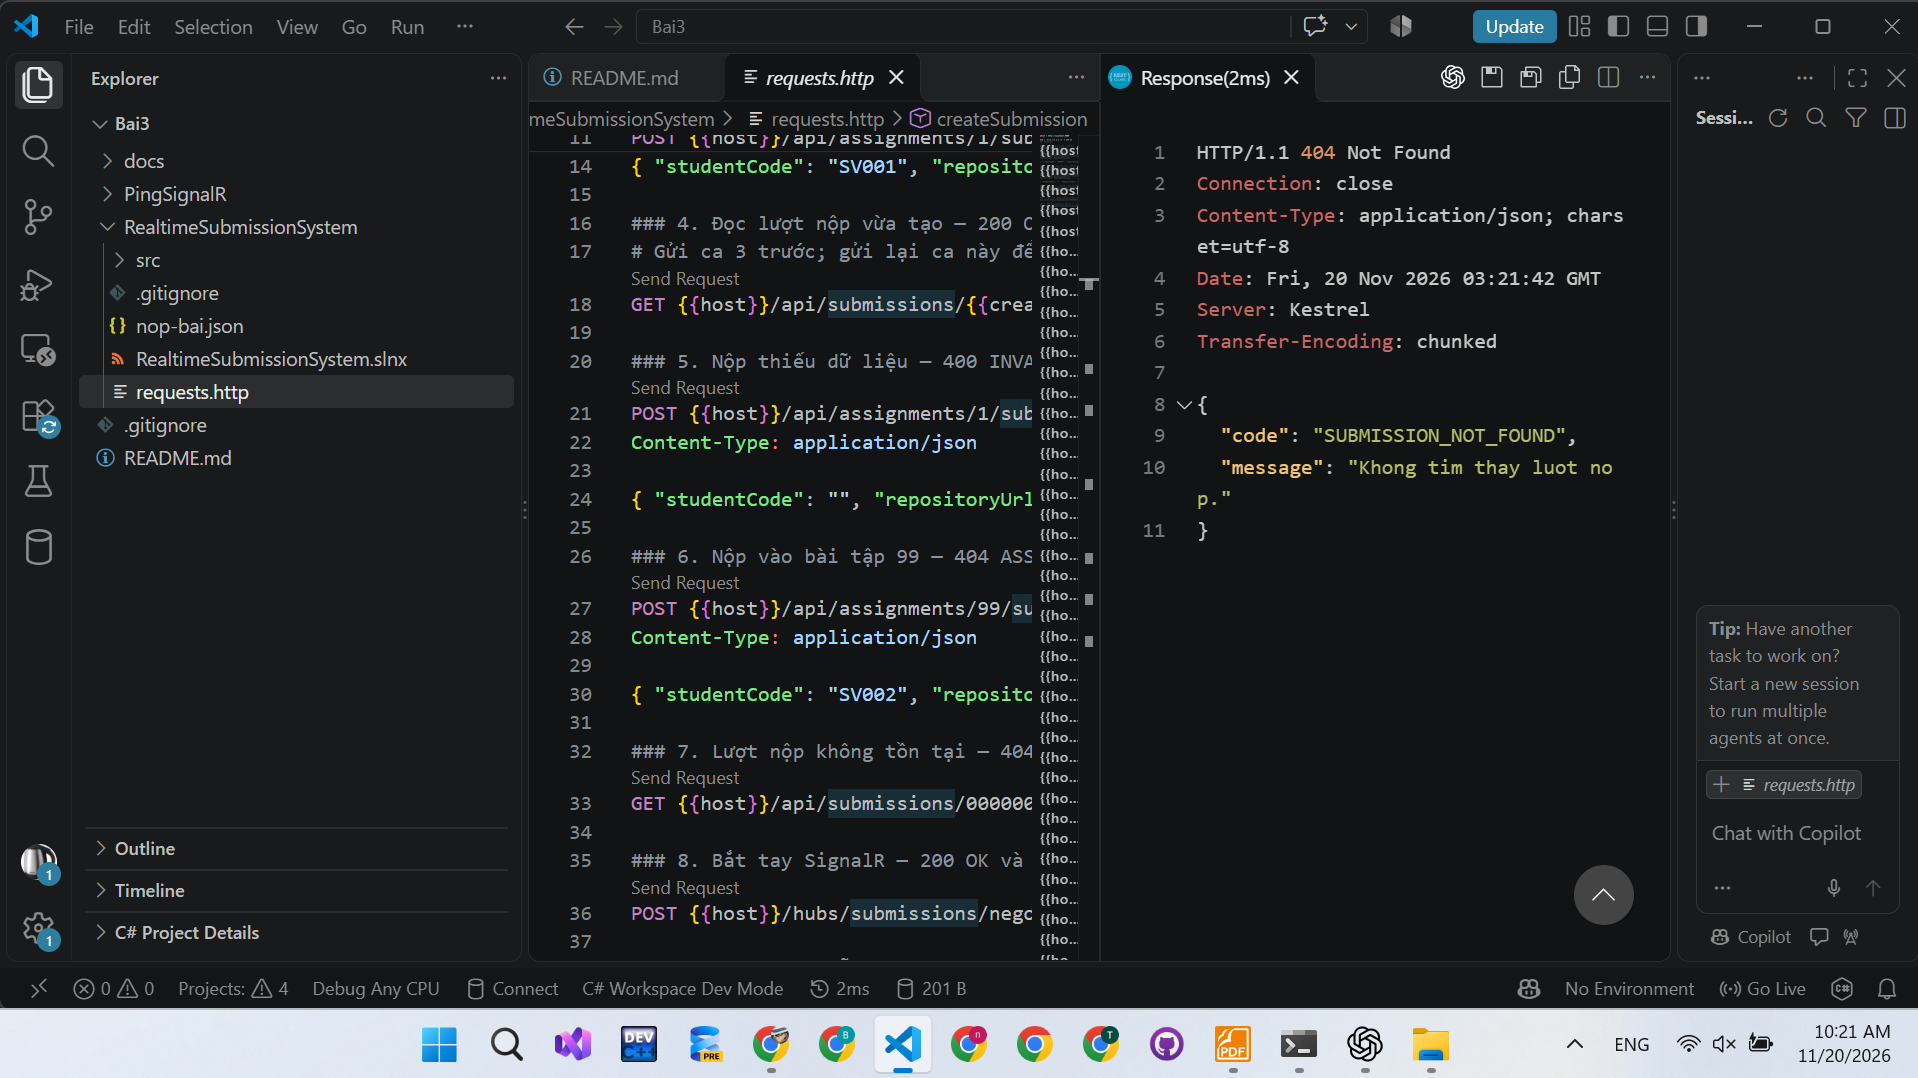 File Edit Selection View Go Run
Bai3
Update
Explorer
Bai3
docs
PingSignalR
RealtimeSubmissionSystem
src
.gitignore
nop-bai.json
RealtimeSubmissionSystem.slnx
requests.http
.gitignore
README.md
Outline
Timeline
C# Project Details
README.md
requests.http
meSubmissionSystem > requests.http > createSubmission
11 POST {{host}}/api/assignments/1/sub
14 { "studentCode": "SV001", "reposito
15
16 ### 4. Đọc lượt nộp vừa tạo — 200 O
17 # Gửi ca 3 trước; gửi lại ca này để
Send Request
18 GET {{host}}/api/submissions/{{crea
19
20 ### 5. Nộp thiếu dữ liệu — 400 INVA
Send Request
21 POST {{host}}/api/assignments/1/sub
22 Content-Type: application/json
23
24 { "studentCode": "", "repositoryUrl
25
26 ### 6. Nộp vào bài tập 99 — 404 ASS
Send Request
27 POST {{host}}/api/assignments/99/su
28 Content-Type: application/json
29
30 { "studentCode": "SV002", "reposito
31
32 ### 7. Lượt nộp không tồn tại — 404
Send Request
33 GET {{host}}/api/submissions/000000
34
35 ### 8. Bắt tay SignalR — 200 OK và
Send Request
36 POST {{host}}/hubs/submissions/nego
37
Response(2ms)
1 HTTP/1.1 404 Not Found
2 Connection: close
3 Content-Type: application/json; chars
et=utf-8
4 Date: Fri, 20 Nov 2026 03:21:42 GMT
5 Server: Kestrel
6 Transfer-Encoding: chunked
7
8 {
9 "code": "SUBMISSION_NOT_FOUND",
10 "message": "Khong tim thay luot no
p."
11 }
Sessi...
Tip: Have another
task to work on?
Start a new session
to run multiple
agents at once.
requests.http
Chat with Copilot
Copilot
0 0 Projects: 4 Debug Any CPU Connect C# Workspace Dev Mode 2ms 201 B
No Environment Go Live
1
1
ENG
10:21 AM
11/20/2026